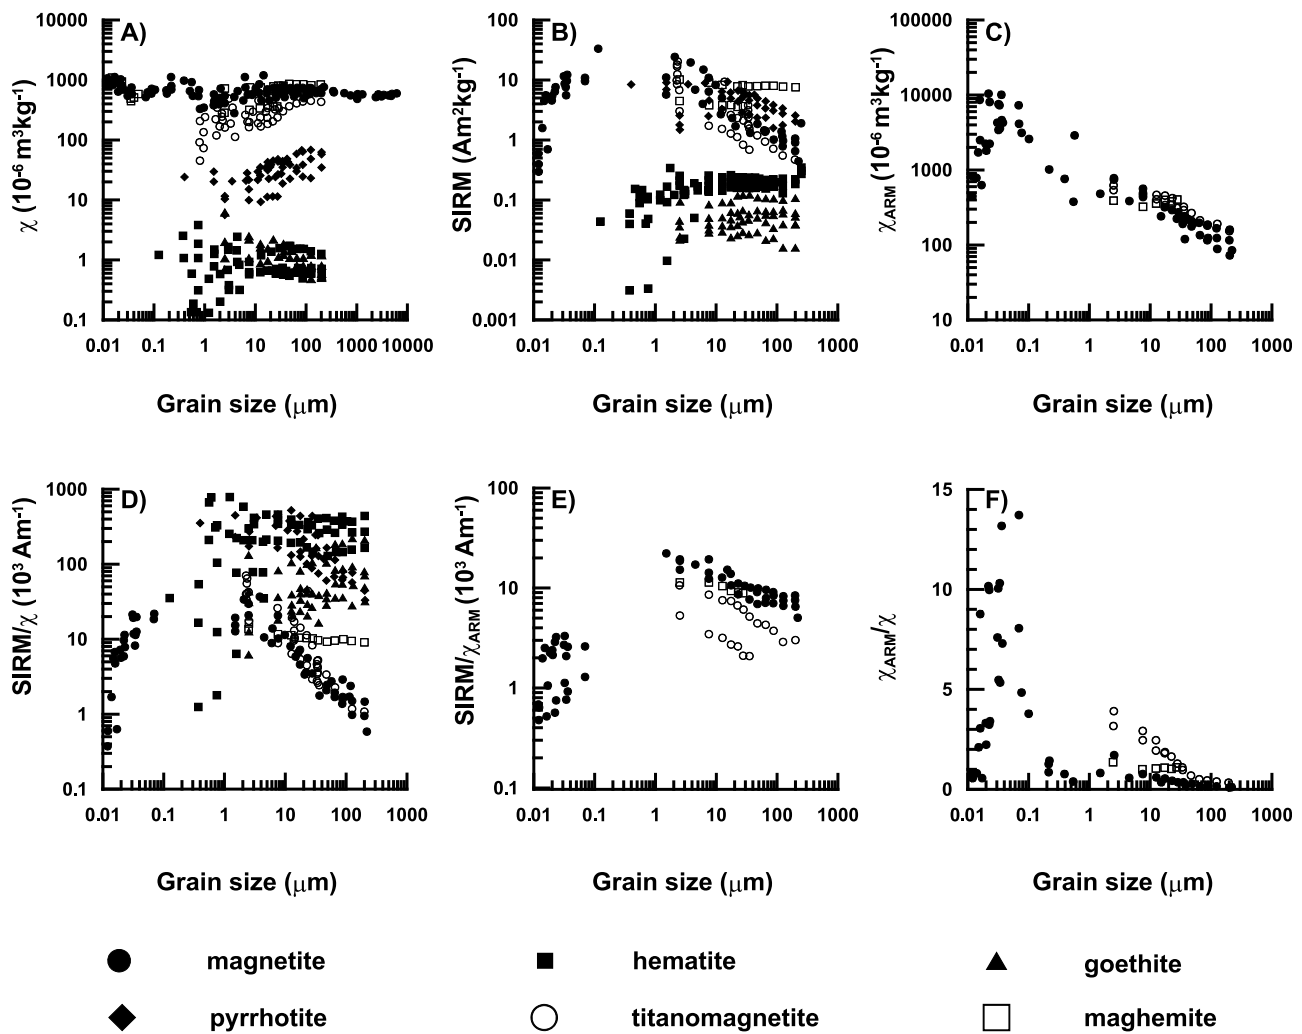 A)
χ (10⁻⁶ m³kg⁻¹)
10000
1000
100
10
1
0.1
0.01 0.1 1 10 100 1000 10000
Grain size (μm)
B)
SIRM (Am²kg⁻¹)
100
10
1
0.1
0.01
0.001
0.01 0.1 1 10 100 1000
Grain size (μm)
C)
χARM (10⁻⁶ m³kg⁻¹)
100000
10000
1000
100
10
0.01 0.1 1 10 100 1000
Grain size (μm)
D)
SIRM/χ (10³ Am⁻¹)
1000
100
10
1
0.1
0.01 0.1 1 10 100 1000
Grain size (μm)
E)
SIRM/χARM (10³ Am⁻¹)
100
10
1
0.1
0.01 0.1 1 10 100 1000
Grain size (μm)
F)
χARM/χ
15
10
5
0
0.01 0.1 1 10 100 1000
Grain size (μm)
magnetite hematite goethite
pyrrhotite titanomagnetite maghemite